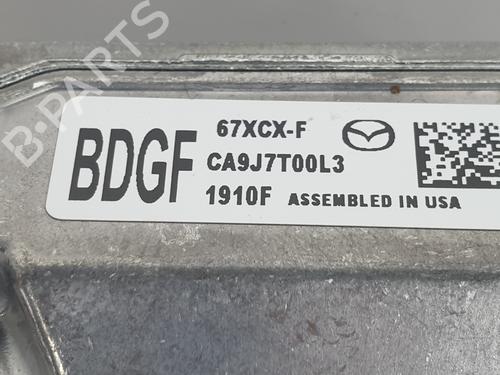 B-PARTS
67XCX-F
BDGF CA9J7T00L3
1910F ASSEMBLED IN USA